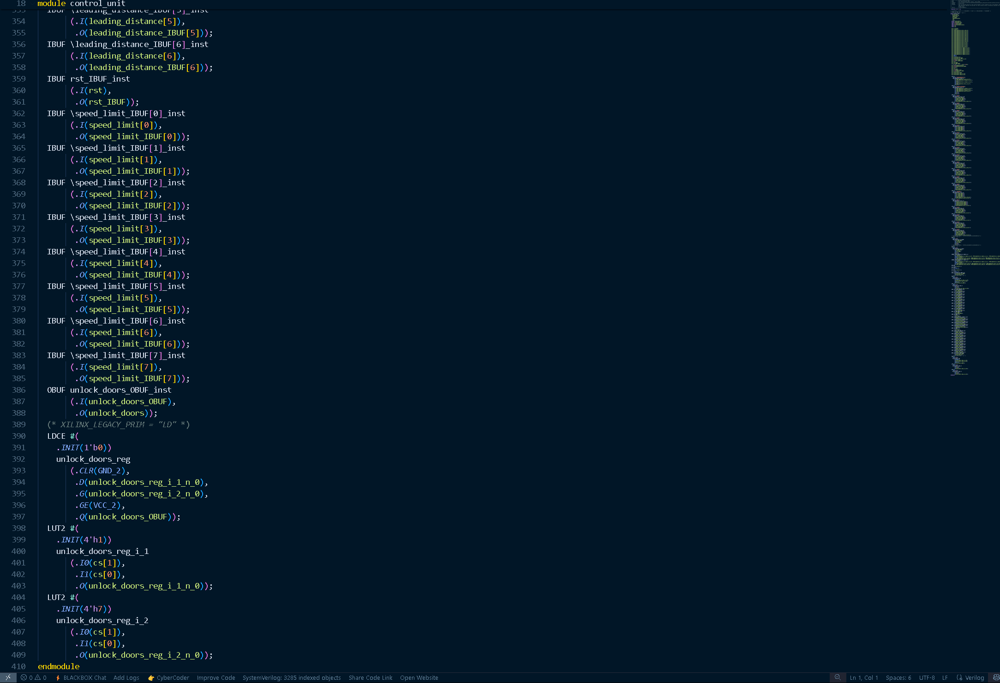 18 module control_unit
353 IBUF \leading_distance_IBUF[5]_inst
354 (.I(leading_distance[5]),
355 .O(leading_distance_IBUF[5]));
356 IBUF \leading_distance_IBUF[6]_inst
357 (.I(leading_distance[6]),
358 .O(leading_distance_IBUF[6]));
359 IBUF rst_IBUF_inst
360 (.I(rst),
361 .O(rst_IBUF));
362 IBUF \speed_limit_IBUF[0]_inst
363 (.I(speed_limit[0]),
364 .O(speed_limit_IBUF[0]));
365 IBUF \speed_limit_IBUF[1]_inst
366 (.I(speed_limit[1]),
367 .O(speed_limit_IBUF[1]));
368 IBUF \speed_limit_IBUF[2]_inst
369 (.I(speed_limit[2]),
370 .O(speed_limit_IBUF[2]));
371 IBUF \speed_limit_IBUF[3]_inst
372 (.I(speed_limit[3]),
373 .O(speed_limit_IBUF[3]));
374 IBUF \speed_limit_IBUF[4]_inst
375 (.I(speed_limit[4]),
376 .O(speed_limit_IBUF[4]));
377 IBUF \speed_limit_IBUF[5]_inst
378 (.I(speed_limit[5]),
379 .O(speed_limit_IBUF[5]));
380 IBUF \speed_limit_IBUF[6]_inst
381 (.I(speed_limit[6]),
382 .O(speed_limit_IBUF[6]));
383 IBUF \speed_limit_IBUF[7]_inst
384 (.I(speed_limit[7]),
385 .O(speed_limit_IBUF[7]));
386 OBUF unlock_doors_OBUF_inst
387 (.I(unlock_doors_OBUF),
388 .O(unlock_doors));
389 (* XILINX_LEGACY_PRIM = "LD" *)
390 LDCE #(
391 .INIT(1'b0))
392 unlock_doors_reg
393 (.CLR(GND_2),
394 .D(unlock_doors_reg_i_1_n_0),
395 .G(unlock_doors_reg_i_2_n_0),
396 .GE(VCC_2),
397 .Q(unlock_doors_OBUF));
398 LUT2 #(
399 .INIT(4'h1))
400 unlock_doors_reg_i_1
401 (.I0(cs[1]),
402 .I1(cs[0]),
403 .O(unlock_doors_reg_i_1_n_0));
404 LUT2 #(
405 .INIT(4'h7))
406 unlock_doors_reg_i_2
407 (.I0(cs[1]),
408 .I1(cs[0]),
409 .O(unlock_doors_reg_i_2_n_0));
410 endmodule
0 0 BLACKBOX Chat Add Logs CyberCoder Improve Code SystemVerilog: 3285 indexed objects Share Code Link Open Website Ln 1, Col 1 Spaces: 6 UTF-8 LF Verilog